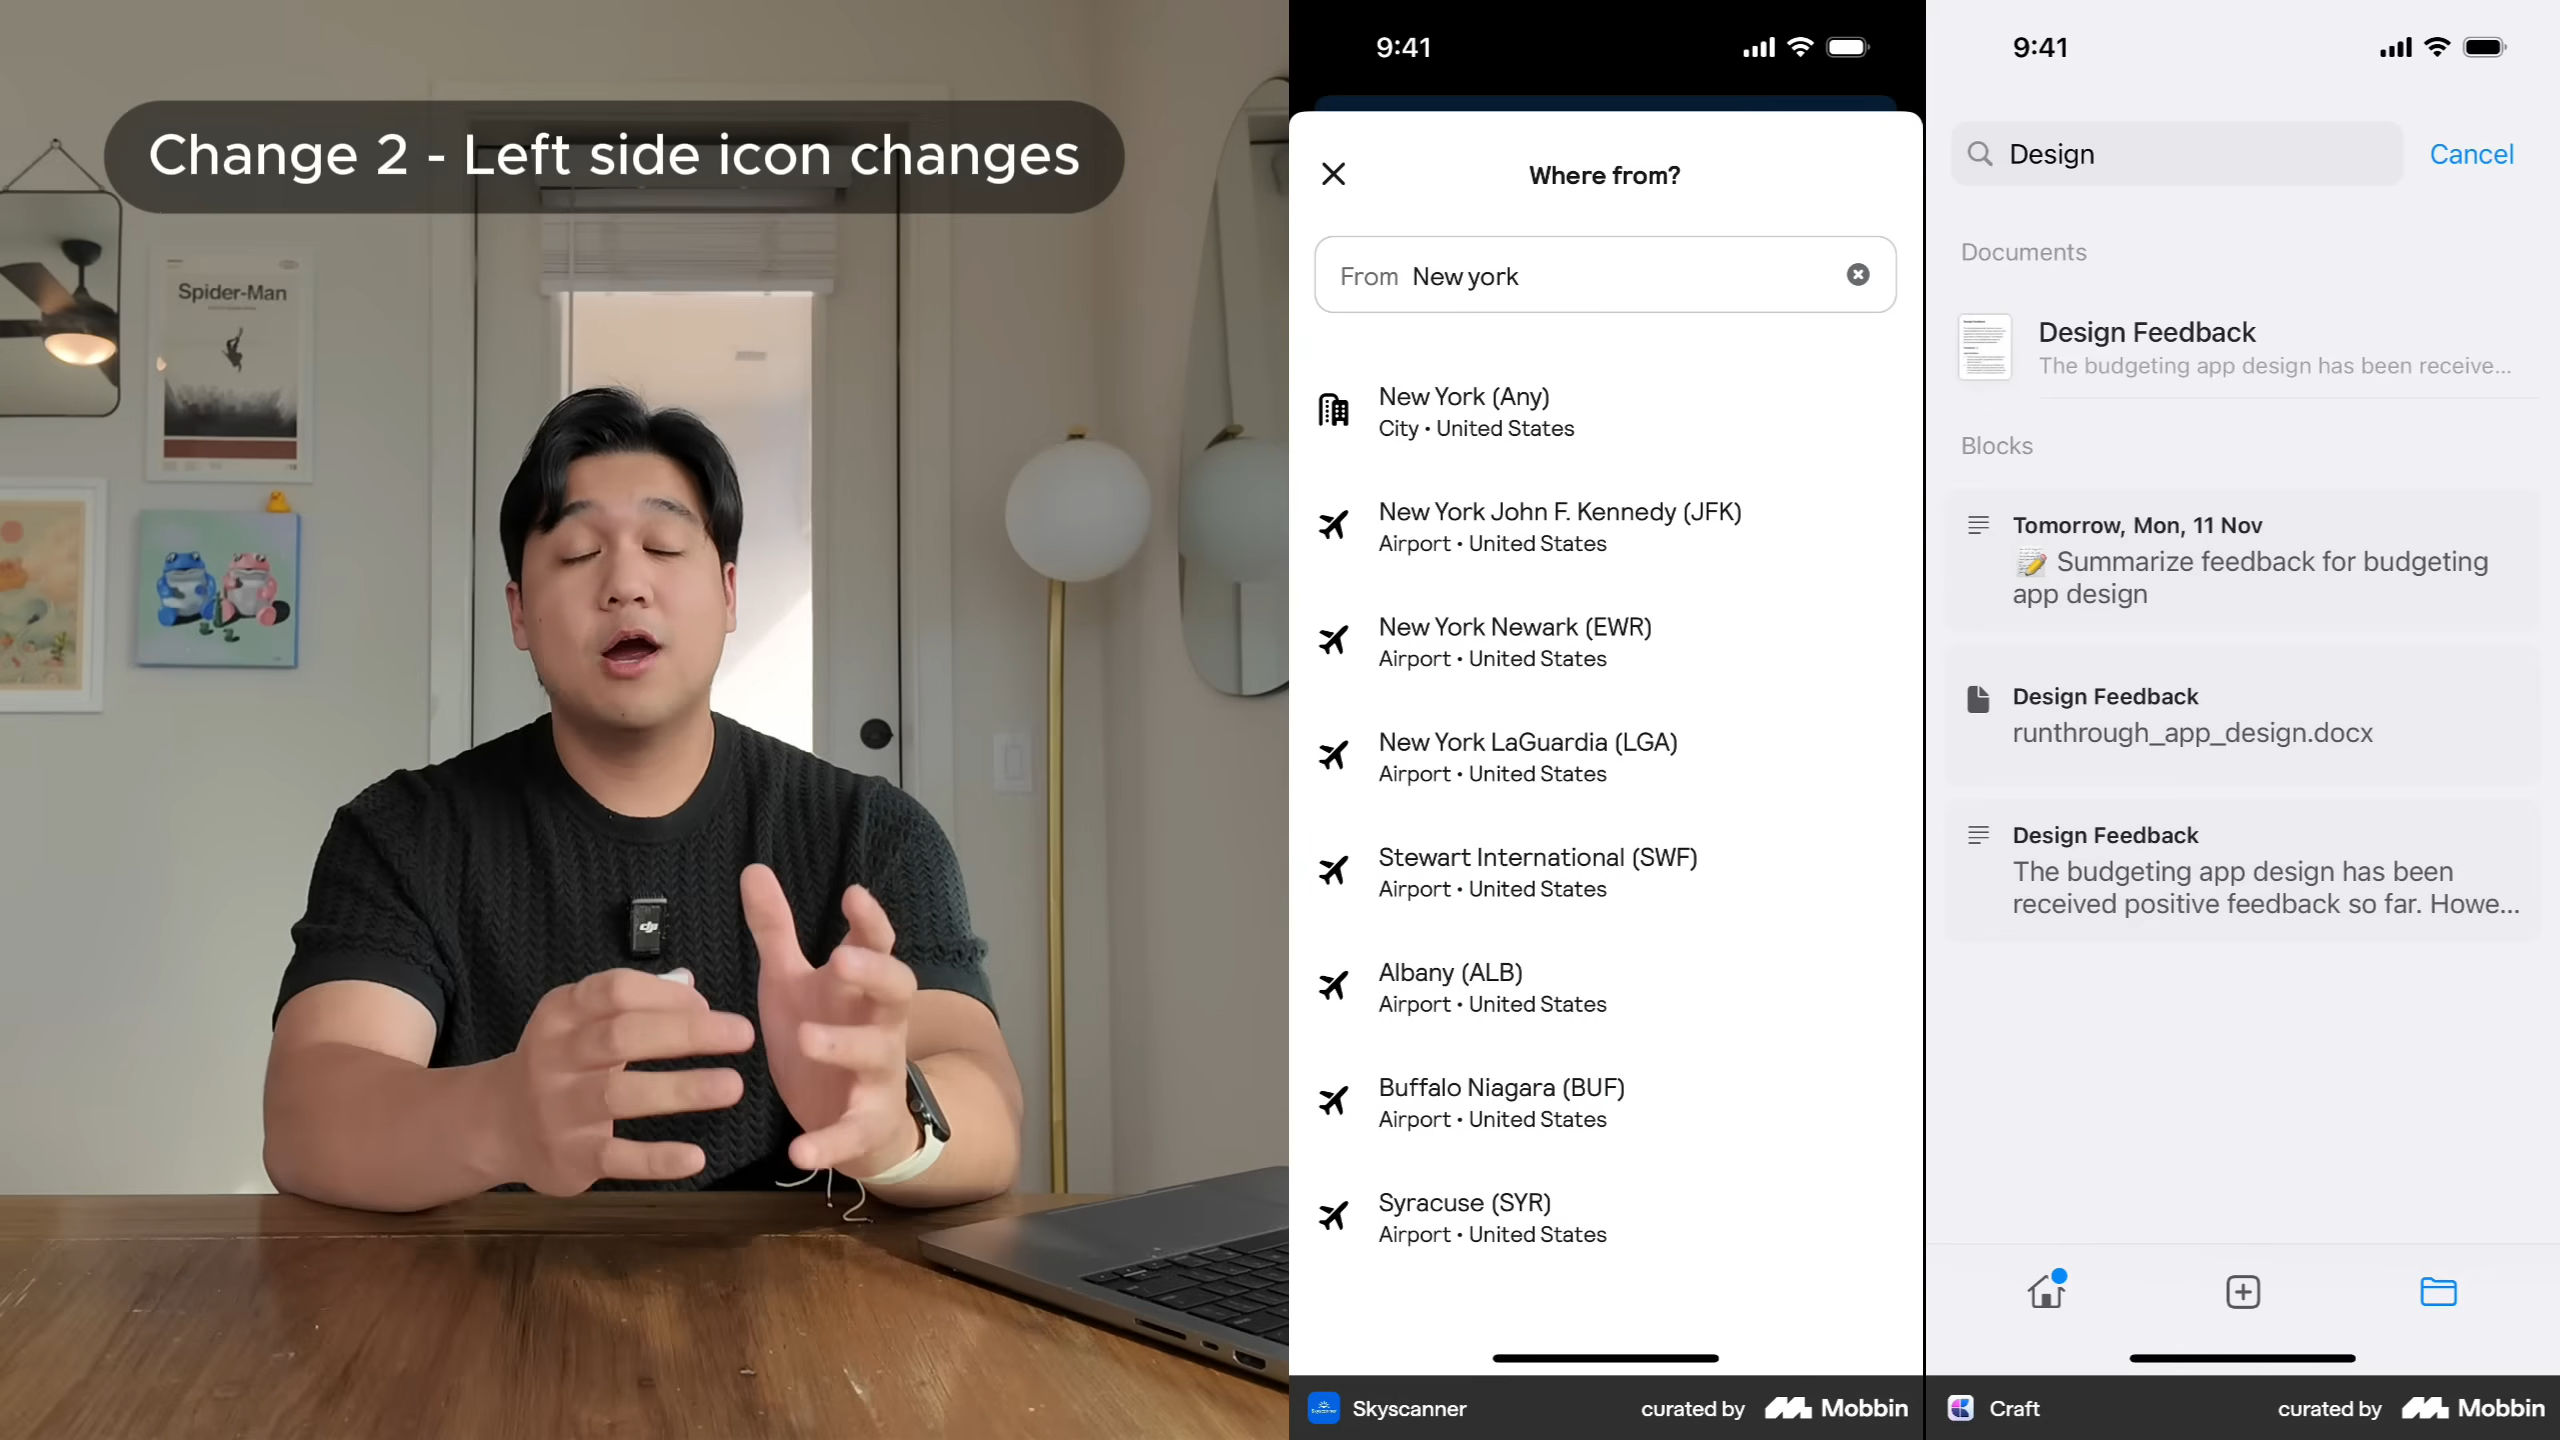 Change 2 - Left side icon changes
Spider-Man
dji
9:41
Where from?
From New york
New York (Any)
City • United States
New York John F. Kennedy (JFK)
Airport • United States
New York Newark (EWR)
Airport • United States
New York LaGuardia (LGA)
Airport • United States
Stewart International (SWF)
Airport • United States
Albany (ALB)
Airport • United States
Buffalo Niagara (BUF)
Airport • United States
Syracuse (SYR)
Airport • United States
Skyscanner
curated by Mobbin
9:41
Design
Cancel
Documents
Design Feedback
The budgeting app design has been receive...
Blocks
Tomorrow, Mon, 11 Nov
Summarize feedback for budgeting
app design
Design Feedback
runthrough_app_design.docx
Design Feedback
The budgeting app design has been
received positive feedback so far. Howe...
Craft
curated by Mobbin